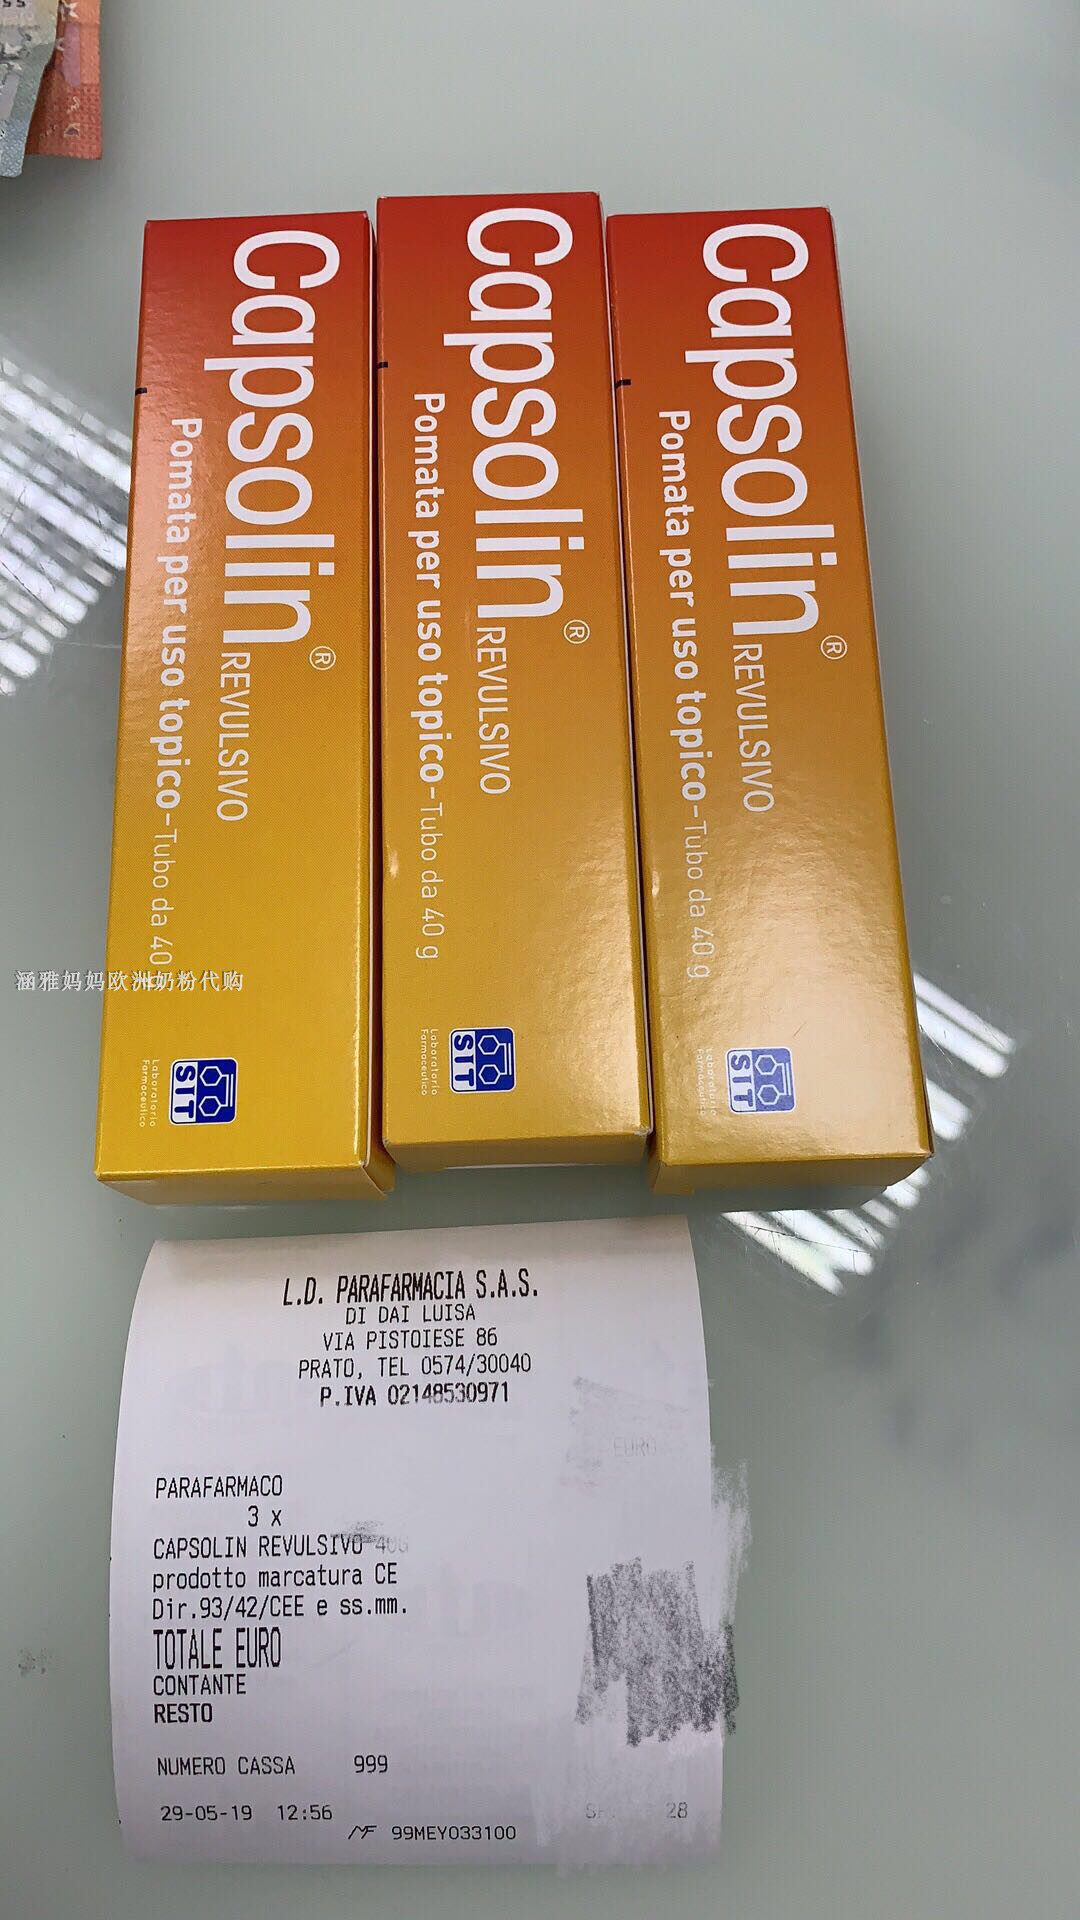 Capsolin®
REVULSIVO
Pomata per uso topico-Tubo da 40
SIT
Laboratorio
Farmaceutico
Capsolin®
REVULSIVO
Pomata per uso topico-Tubo da 40 g
SIT
Laboratorio
Farmaceutico
Capsolin®
REVULSIVO
Pomata per uso topico-Tubo da 40 g
SIT
Laboratorio
Farmaceutico
涵雅妈妈欧洲奶粉代购
L.D. PARAFARMACIA S.A.S.
DI DAI LUISA
VIA PISTOIESE 86
PRATO, TEL 0574/30040
P.IVA 02148530971
EURO
PARAFARMACO
3 x
CAPSOLIN REVULSIVO 40G
prodotto marcatura CE
Dir.93/42/CEE e ss.mm.
TOTALE EURO
CONTANTE
RESTO
NUMERO CASSA 999
29-05-19 12:56 28
MF 99MEY033100